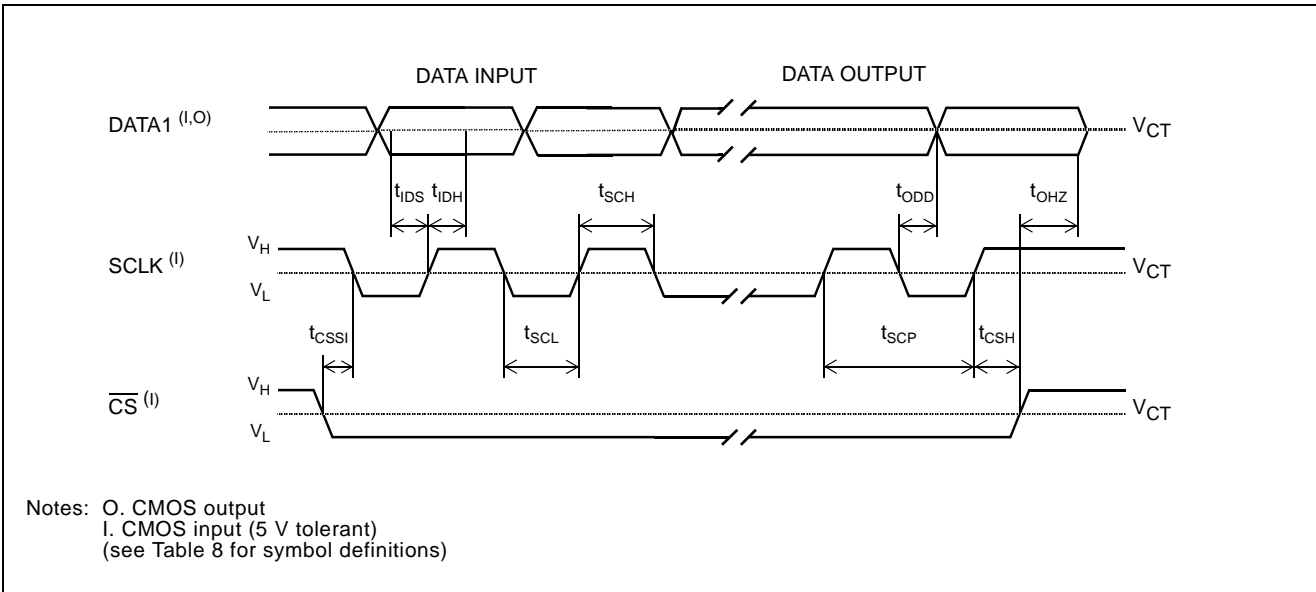 DATA INPUT DATA OUTPUT
DATA1 (I,O) VCT
tIDS tIDH tSCH tODD tOHZ
VH
SCLK (I) VCT
VL
tCSSI tSCL tSCP tCSH
VH
CS (I) VCT
VL
Notes: O. CMOS output
I. CMOS input (5 V tolerant)
(see Table 8 for symbol definitions)